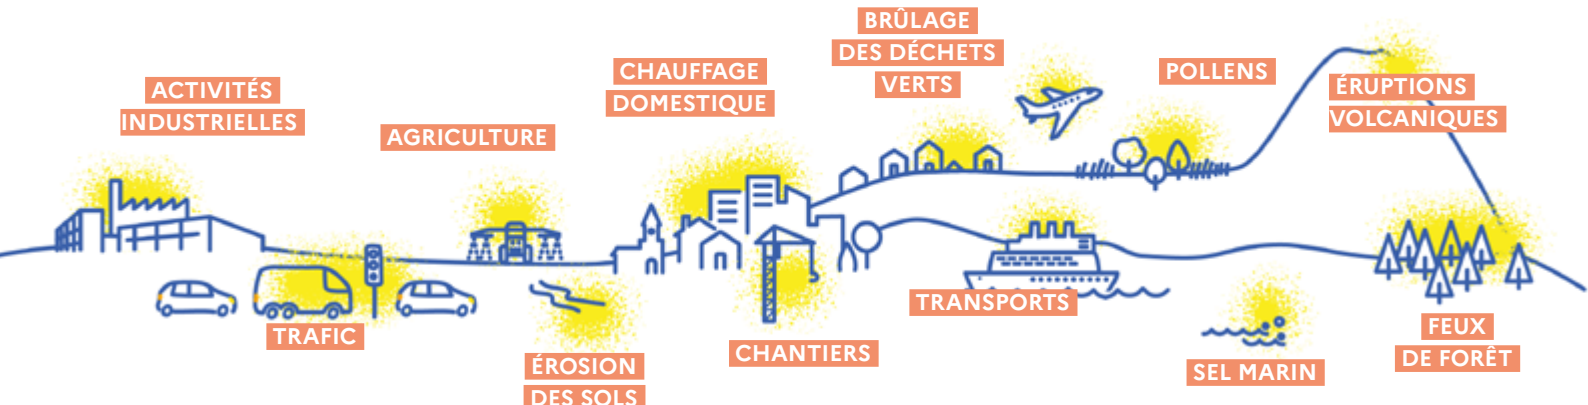 ACTIVITÉS
INDUSTRIELLES
AGRICULTURE
CHAUFFAGE
DOMESTIQUE
BRÛLAGE
DES DÉCHETS
VERTS
POLLENS
ÉRUPTIONS
VOLCANIQUES
TRAFIC
ÉROSION
DES SOLS
CHANTIERS
TRANSPORTS
SEL MARIN
FEUX
DE FORÊT